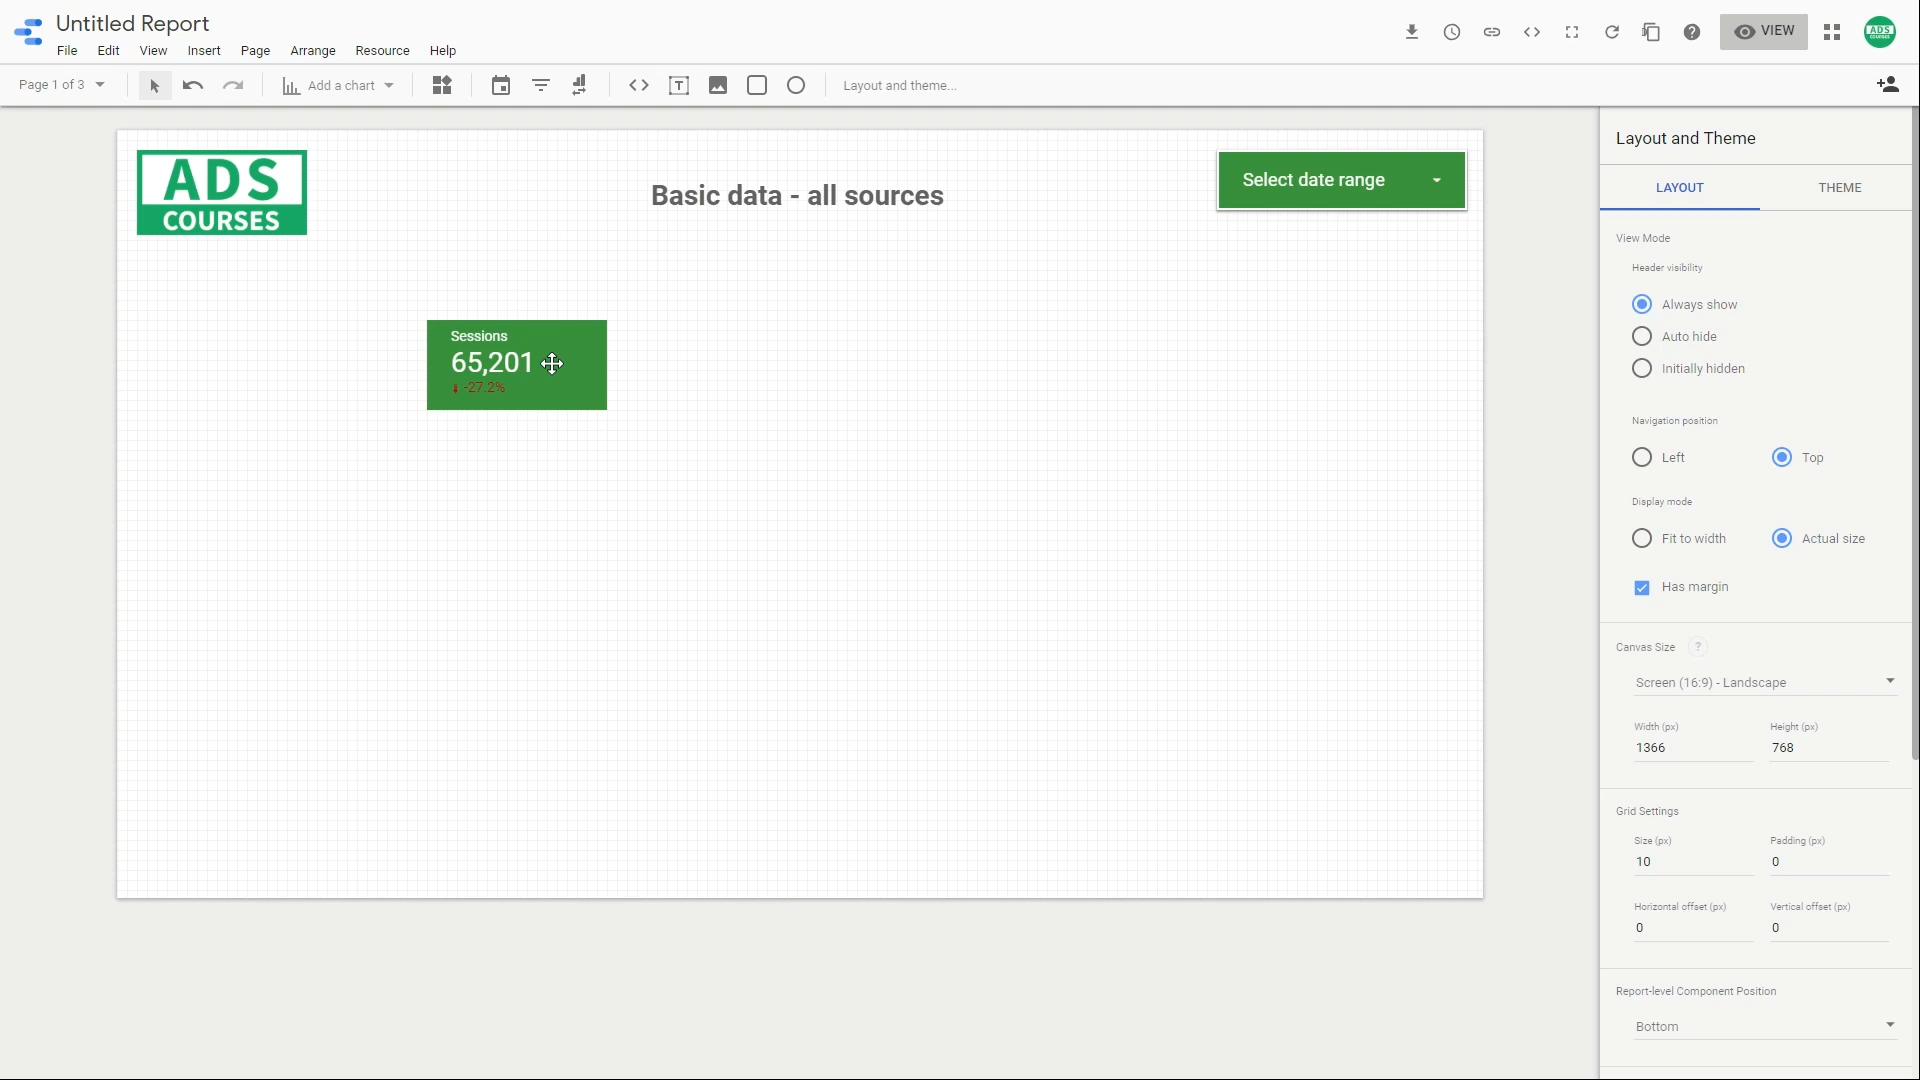 Untitled Report
File Edit View Insert Page Arrange Resource Help
VIEW
ADS
COURSES
Page 1 of 3
Add a chart
Layout and theme...
ADS
COURSES
Basic data - all sources
Select date range
Sessions
65,201
-27.2%
Layout and Theme
LAYOUT THEME
View Mode
Header visibility
Always show
Auto hide
Initially hidden
Navigation position
Left Top
Display mode
Fit to width Actual size
Has margin
Canvas Size ?
Screen (16:9) - Landscape
Width (px) Height (px)
1366 768
Grid Settings
Size (px) Padding (px)
10 0
Horizontal offset (px) Vertical offset (px)
0 0
Report-level Component Position
Bottom